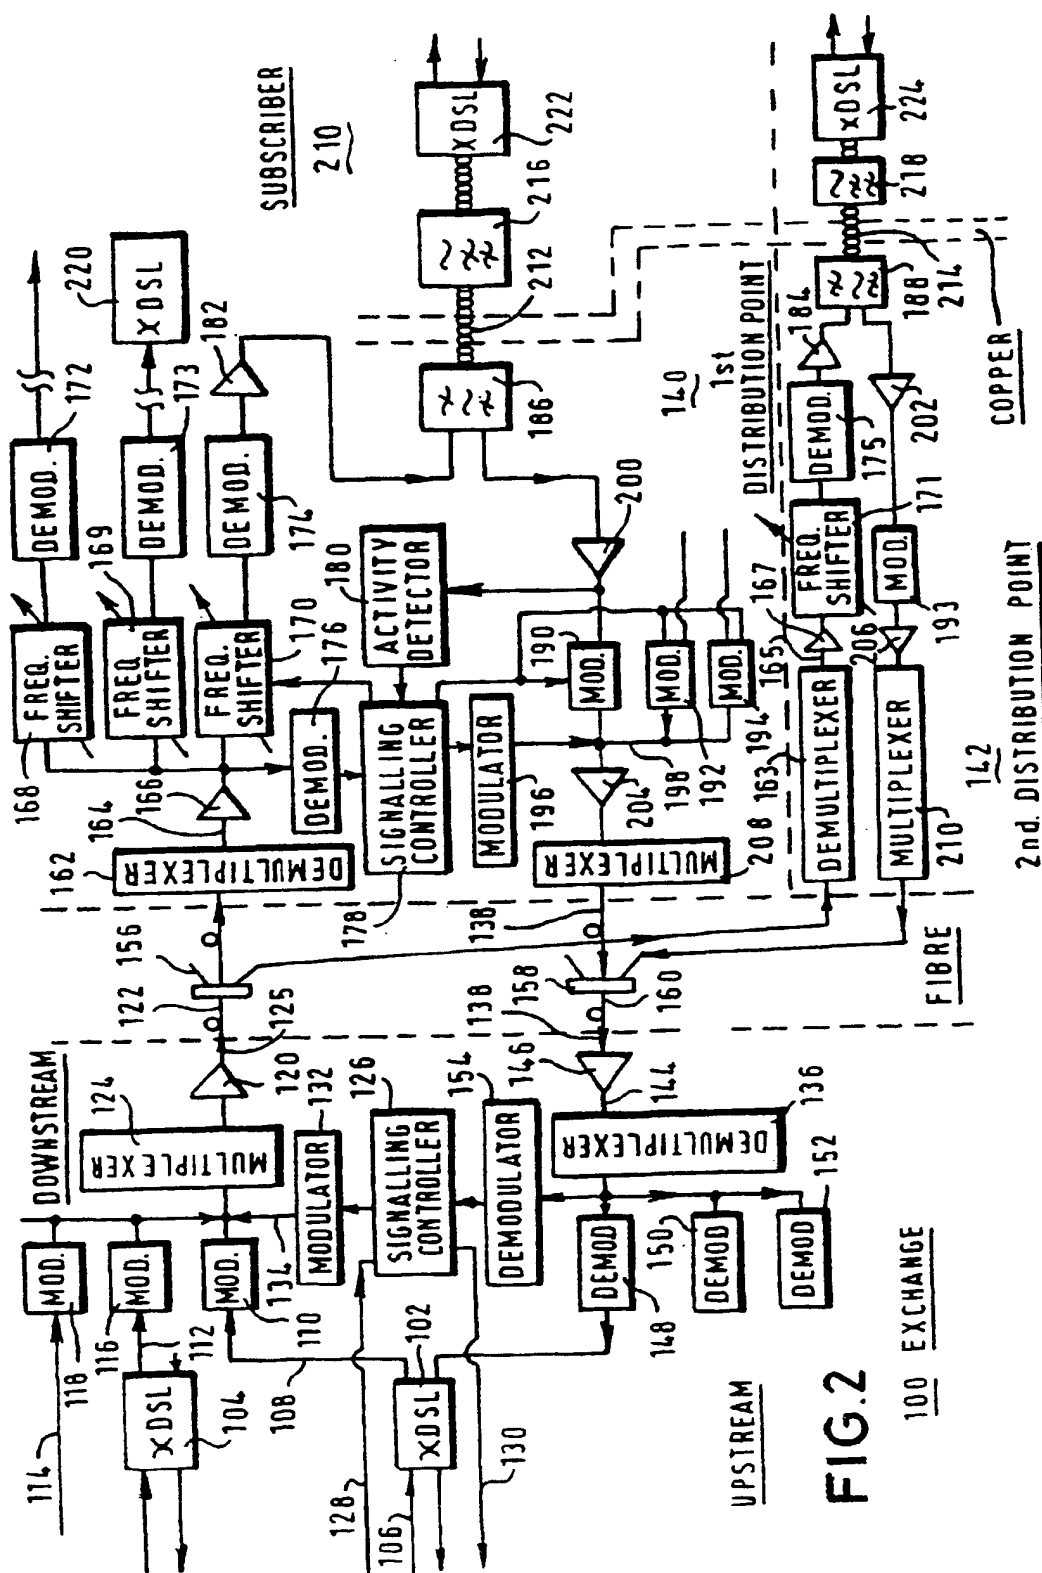 DOWNSTREAM
114
118
MOD.
116
MOD.
112
XDSL
104
108
MOD.
110
134
MULTIPLEXER
124
120
125
MODULATOR
132
128
SIGNALLING
CONTROLLER
126
130
106
XDSL
102
DEMODULATOR
154
146
144
DEMULTIPLEXER
136
DEMOD
148
150
DEMOD
DEMOD
152
UPSTREAM
FIG.2
100 EXCHANGE
122
156
138
158
160
138
FIBRE
162
DEMULTIPLEXER
164
166
168
FREQ.
SHIFTER
DEMOD.
172
FREQ.
SHIFTER
169
DEMOD.
173
XDSL
220
FREQ.
SHIFTER
170
DEMOD.
174
182
DEMOD.
176
178
SIGNALLING
CONTROLLER
ACTIVITY
DETECTOR
180
MODULATOR
196
MOD.
190
200
198
MOD.
192
MOD.
194
204
MULTIPLEXER
208
186
212
216
XDSL
222
SUBSCRIBER
210
140
1st
DISTRIBUTION POINT
163
DEMULTIPLEXER
165
167
FREQ.
SHIFTER
171
DEMOD.
175
184
188
214
218
XDSL
224
202
MOD.
193
206
MULTIPLEXER
210
COPPER
142
2nd. DISTRIBUTION POINT